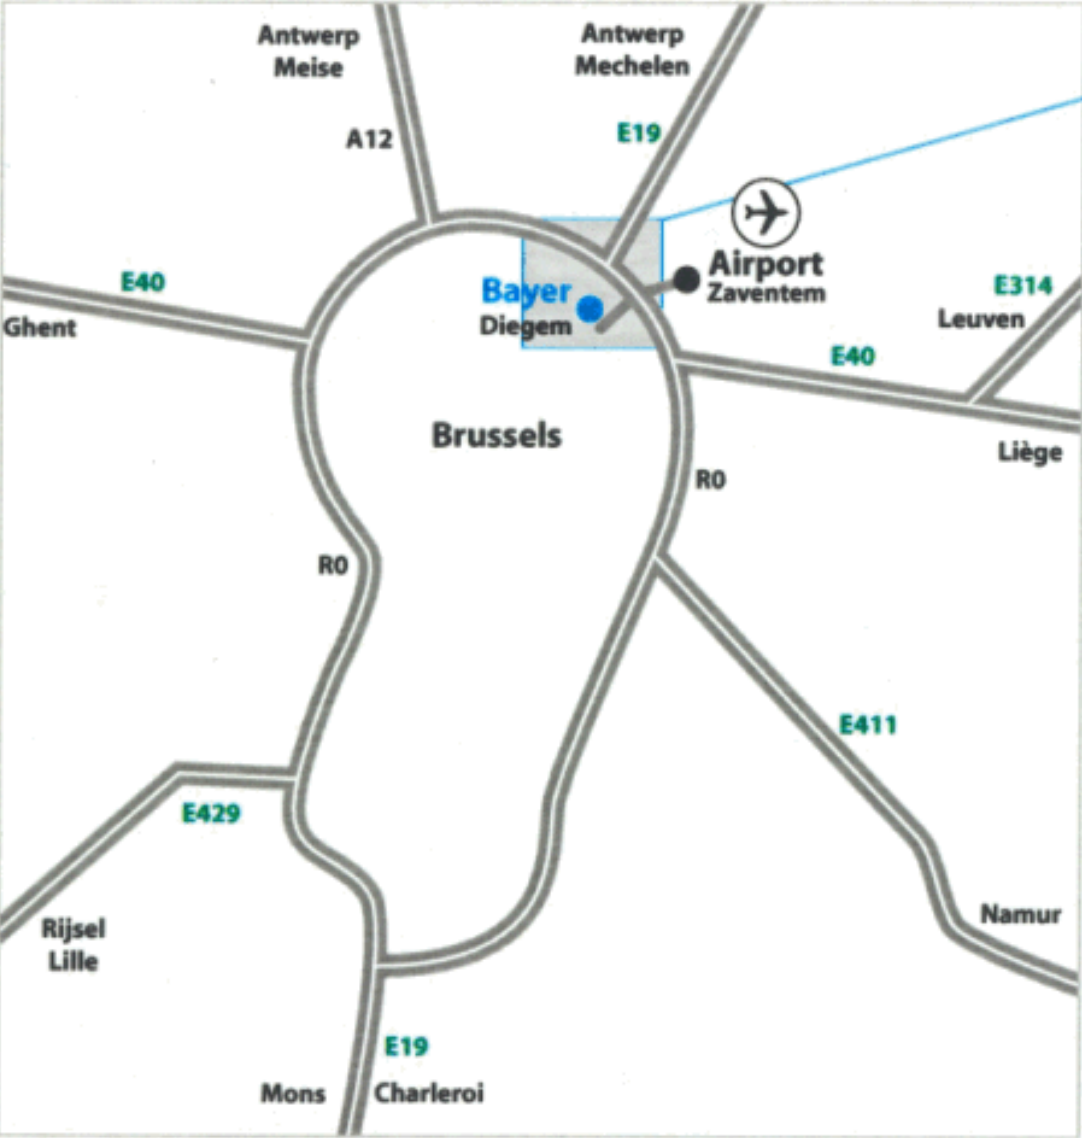 Antwerp
Meise
Antwerp
Mechelen
A12
E19
E40
Ghent
Airport
Zaventem
Bayer
Diegem
E314
Leuven
E40
Liège
Brussels
R0
R0
E411
E429
Rijsel
Lille
Namur
E19
Mons
Charleroi